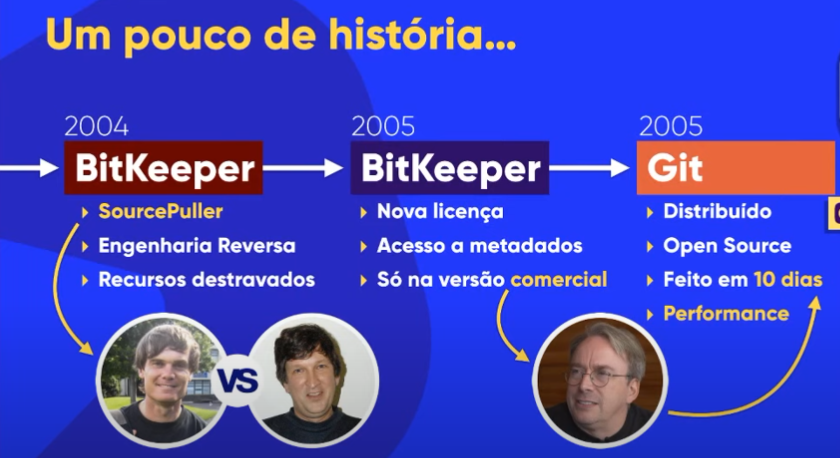 Um pouco de história...
2004
BitKeeper
SourcePuller
Engenharia Reversa
Recursos destravados
VS
2005
BitKeeper
Nova licença
Acesso a metadados
Só na versão comercial
2005
Git
Distribuído
Open Source
Feito em 10 dias
Performance